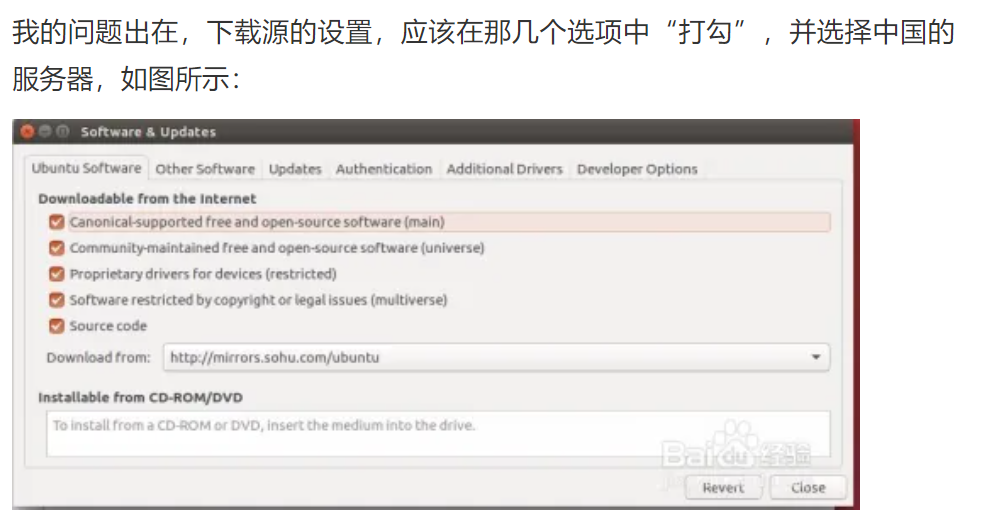 我的问题出在，下载源的设置，应该在那几个选项中“打勾”，并选择中国的
服务器，如图所示：
Software & Updates
Ubuntu Software Other Software Updates Authentication Additional Drivers Developer Options
Downloadable from the Internet
Canonical-supported free and open-source software (main)
Community-maintained free and open-source software (universe)
Proprietary drivers for devices (restricted)
Software restricted by copyright or legal issues (multiverse)
Source code
Download from: http://mirrors.sohu.com/ubuntu
Installable from CD-ROM/DVD
To install from a CD-ROM or DVD, insert the medium into the drive.
Baidu 经验
Revert Close